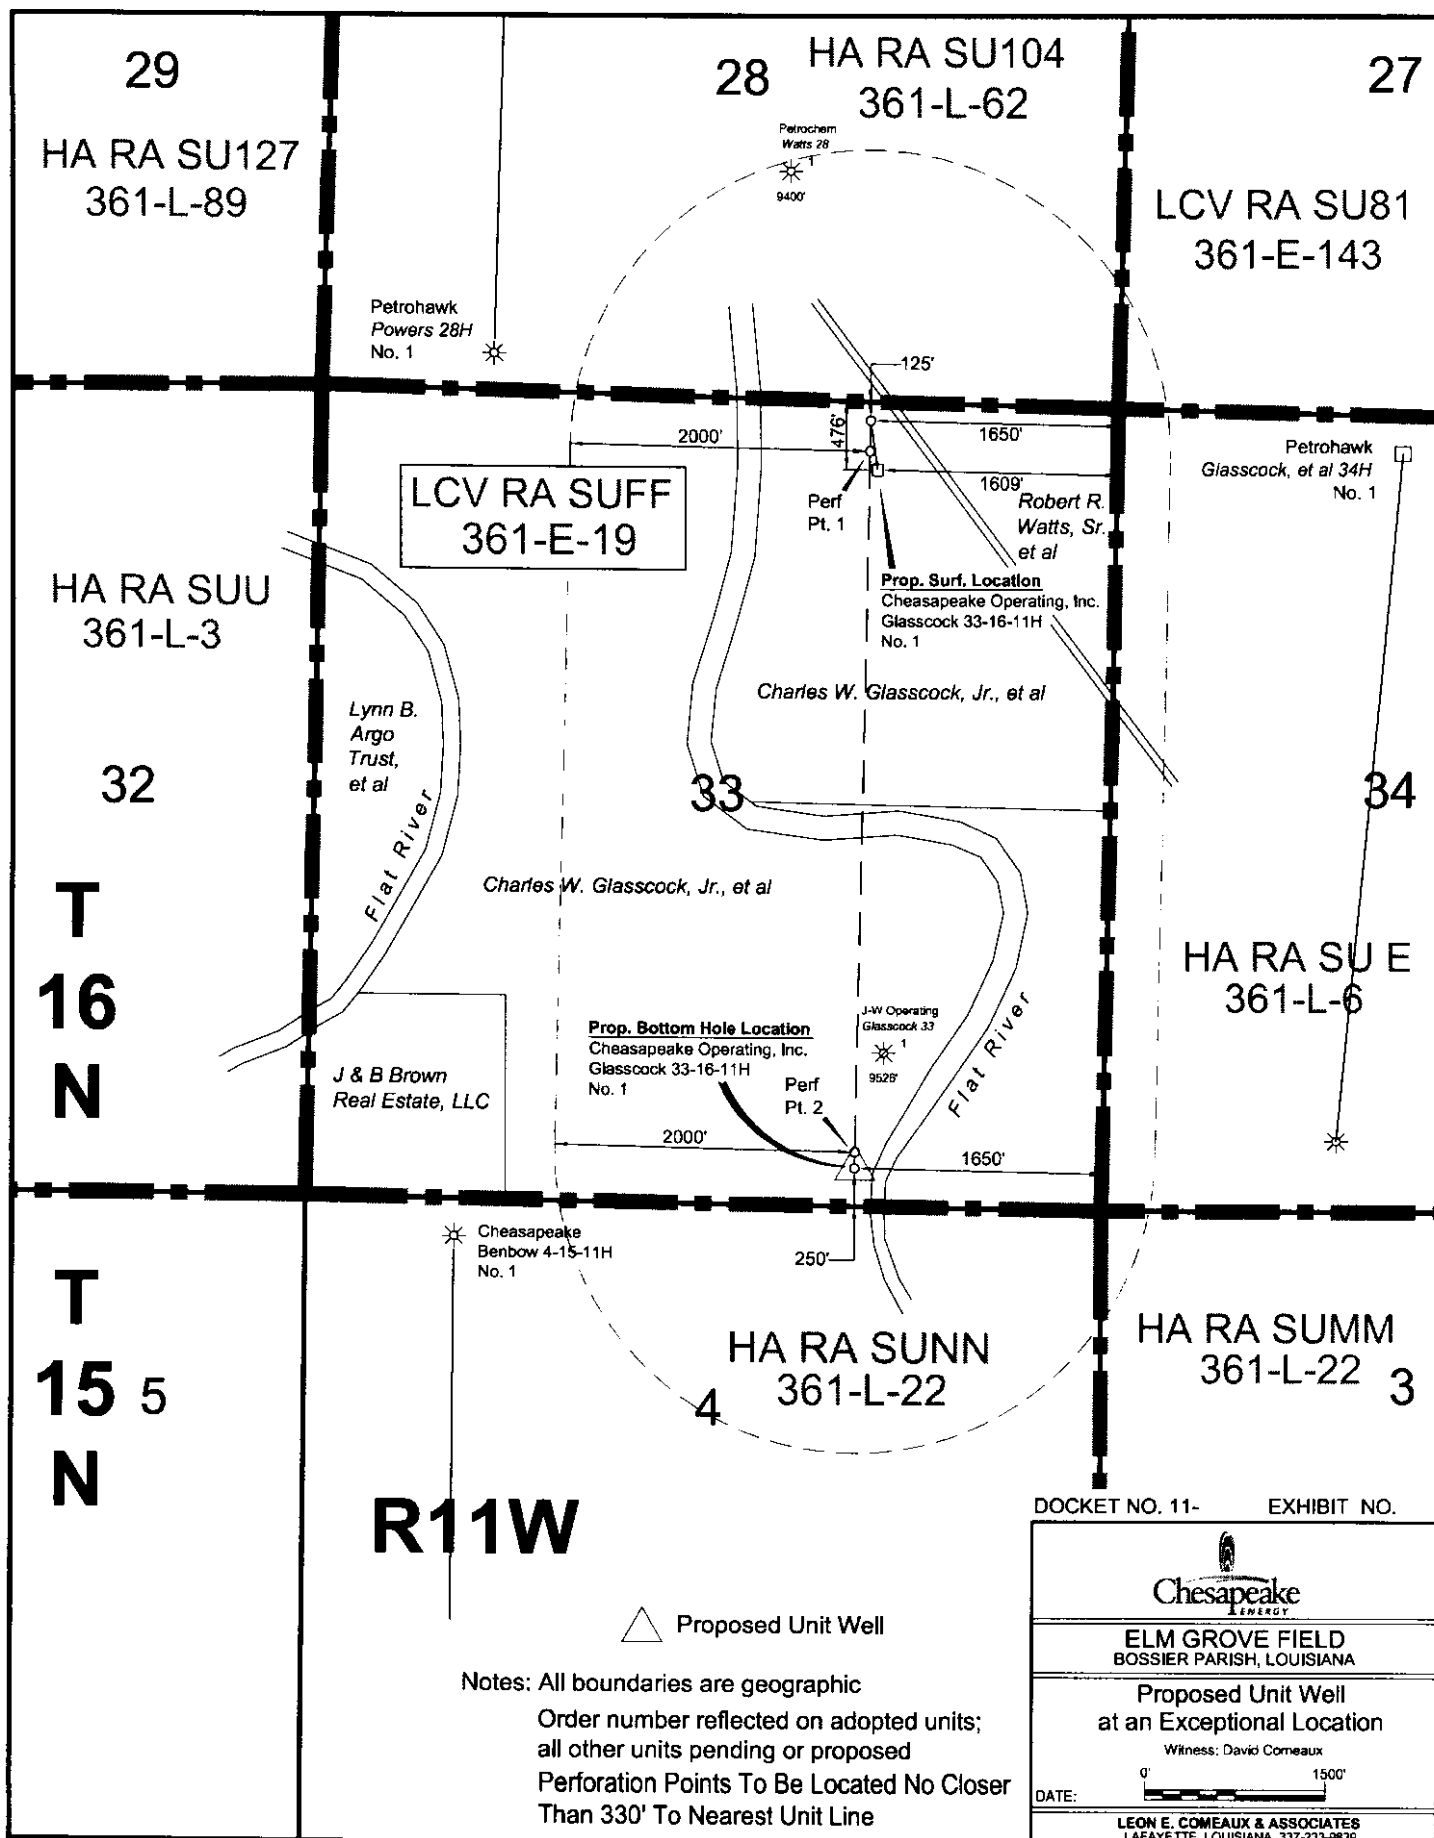 29
28
HA RA SU104
361-L-62
27
HA RA SU127
361-L-89
Petrochem
Watts 28
1
9400'
LCV RA SU81
361-E-143
Petrohawk
Powers 28H
No. 1
125'
476'
2000'
1650'
1609'
Perf
Pt. 1
Petrohawk
Glasscock, et al 34H
No. 1
LCV RA SUFF
361-E-19
Robert R.
Watts, Sr.
et al
Prop. Surf. Location
Cheasapeake Operating, Inc.
Glasscock 33-16-11H
No. 1
HA RA SUU
361-L-3
Charles W. Glasscock, Jr., et al
Lynn B.
Argo
Trust,
et al
32
33
34
Flat River
Charles W. Glasscock, Jr., et al
T
16
N
HA RA SU E
361-L-6
J-W Operating
Glasscock 33
1
9528'
Flat River
Prop. Bottom Hole Location
Cheasapeake Operating, Inc.
Glasscock 33-16-11H
No. 1
Perf
Pt. 2
J & B Brown
Real Estate, LLC
2000'
1650'
250'
Cheasapeake
Benbow 4-15-11H
No. 1
T
15
N
5
HA RA SUNN
361-L-22
4
HA RA SUMM
361-L-22
3
R11W
DOCKET NO. 11-     EXHIBIT NO.
Chesapeake
ENERGY
ELM GROVE FIELD
BOSSIER PARISH, LOUISIANA
Proposed Unit Well
at an Exceptional Location
Witness: David Comeaux
0' 1500'
DATE:
LEON E. COMEAUX & ASSOCIATES
LAFAYETTE, LOUISIANA
Proposed Unit Well
Notes: All boundaries are geographic
Order number reflected on adopted units;
all other units pending or proposed
Perforation Points To Be Located No Closer
Than 330' To Nearest Unit Line